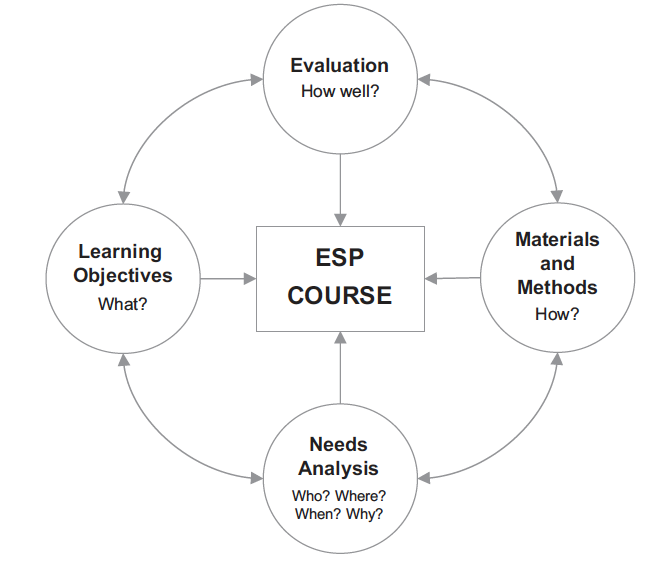 Evaluation
How well?
Learning
Objectives
What?
ESP
COURSE
Materials
and
Methods
How?
Needs
Analysis
Who? Where?
When? Why?